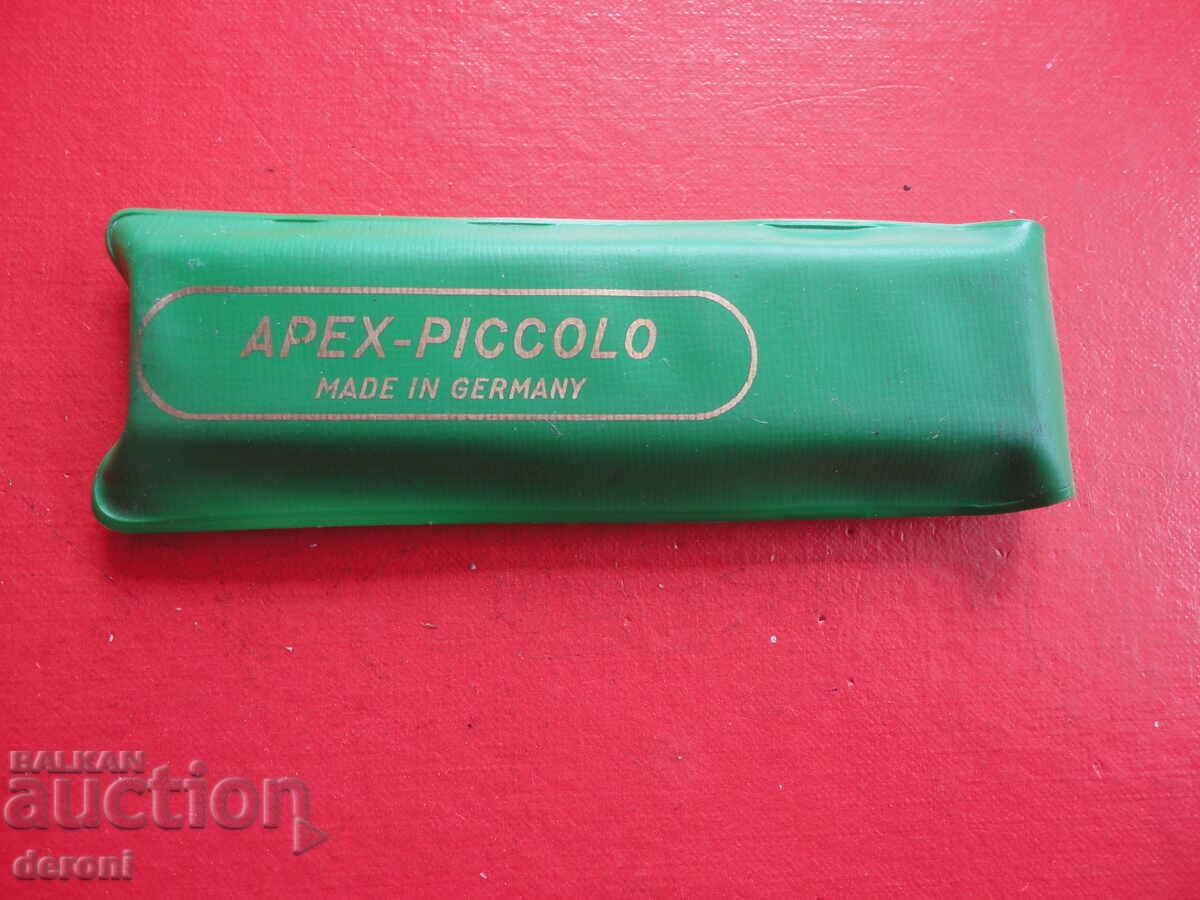 APEX-PICCOLO
MADE IN GERMANY
BALKAN
auction
deroni